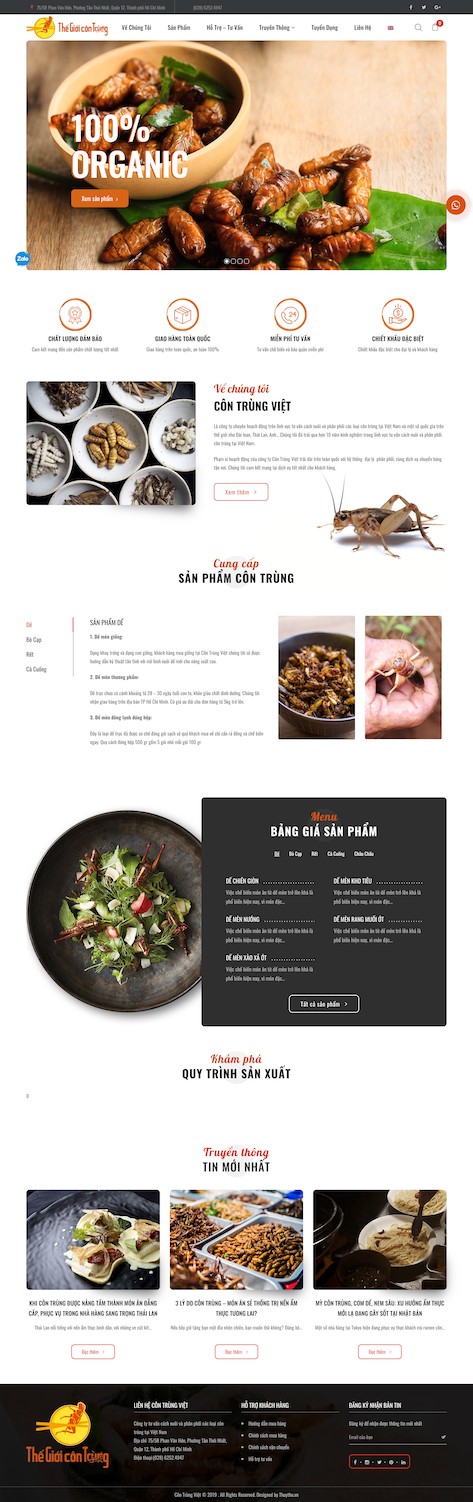 75/5B Phan Văn Hớn, Phường Tân Thới Nhất, Quận 12, Thành phố Hồ Chí Minh
(028) 6252 4947
Thế Giới côn Trùng
Về Chúng Tôi
Sản Phẩm
Hỗ Trợ – Tư Vấn
Truyền Thông
Tuyển Dụng
Liên Hệ
0
100%
ORGANIC
Xem sản phẩm
Zalo
CHẤT LƯỢNG ĐẢM BẢO
Cam kết mang đến sản phẩm chất lượng tốt nhất
GIAO HÀNG TOÀN QUỐC
Giao hàng trên toàn quốc, an toàn 100%
24
MIỄN PHÍ TƯ VẤN
Tư vấn chế biến và bảo quản miễn phí
CHIẾT KHẤU ĐẶC BIỆT
Chiết khấu đặc biệt cho đại lý và khách hàng
Về chúng tôi
CÔN TRÙNG VIỆT
Là công ty chuyên hoạt động trên lĩnh vực tư vấn cách nuôi và phân phối các loại côn trùng tại Việt Nam và một số quốc gia trên
thế giới như Đài loan, Thái Lan, Anh… Chúng tôi đã trải qua hơn 10 năm kinh nghiệm trong lĩnh vực tư vấn cách nuôi và phân phối
côn trùng tại Việt Nam.
Phạm vi hoạt động của công ty Côn Trùng Việt trải dài trên toàn quốc với hệ thống đại lý phân phối, cùng dịch vụ chuyển hàng
tận nơi. Chúng tôi cam kết mang tới dịch vụ tốt nhất cho khách hàng
Xem thêm
Cung cấp
SẢN PHẨM CÔN TRÙNG
Dế
Bò Cạp
Rết
Cà Cuống
SẢN PHẨM DẾ
1. Dế mèn giống:
Dạng khay trứng và dạng con giống, khách hàng mua giống tại Côn Trùng Việt chúng tôi sẽ được
hướng dẫn kỹ thuật tận tình với mô hình nuôi dế mới cho năng suất cao.
2. Dế mèn thương phẩm:
Dế trực chưa có cánh khoảng từ 28 – 30 ngày tuổi con to, khỏe giàu chất dinh dưỡng. Chúng tôi
nhận giao hàng trên địa bàn TP Hồ Chí Minh. Có giá ưu đãi cho đơn hàng từ 5kg trở lên.
3. Dế mèn đông lạnh đóng hộp:
Đây là loại dế trực đã được sơ chế đóng gói sạch sẽ quý khách mua về chỉ cần rã đông và chế biến
ngay. Quy cách đóng hộp 500 gr gồm 5 gói nhỏ mỗi gói 100 gr
Menu
BẢNG GIÁ SẢN PHẨM
Dế
Bò Cạp
Rết
Cà Cuống
Châu Chấu
DẾ CHIÊN GIÒN
Việc chế biến món ăn từ dế mèn trở lên khá là
phổ biến hiện nay, vì món đặc…
DẾ MÈN KHO TIÊU
Việc chế biến món ăn từ dế mèn trở lên khá là
phổ biến hiện nay, vì món đặc…
DẾ MÈN NƯỚNG
Việc chế biến món ăn từ dế mèn trở lên khá là
phổ biến hiện nay, vì món đặc…
DẾ MÈN RANG MUỐI ỚT
Việc chế biến món ăn từ dế mèn trở lên khá là
phổ biến hiện nay, vì món đặc…
DẾ MÈN XÀO XẢ ỚT
Việc chế biến món ăn từ dế mèn trở lên khá là
phổ biến hiện nay, vì món đặc…
Tất cả sản phẩm
Khám phá
QUY TRÌNH SẢN XUẤT
Truyền thông
TIN MỚI NHẤT
KHI CÔN TRÙNG ĐƯỢC NÂNG TẦM THÀNH MÓN ĂN ĐẲNG
CẤP, PHỤC VỤ TRONG NHÀ HÀNG SANG TRỌNG THÁI LAN
Thái Lan nổi tiếng với nền ẩm thực bình dân, với những xe cút kít…
Đọc thêm
3 LÝ DO CÔN TRÙNG – MÓN ĂN SẼ THỐNG TRỊ NỀN ẨM
THỰC TƯƠNG LAI?
Nếu bây giờ tặng bạn một đĩa nhện chiên, bạn muốn thử không? Đừng bỏ…
Đọc thêm
MỲ CÔN TRÙNG, CƠM DẾ, NEM SÂU: XU HƯỚNG ẨM THỰC
MỚI LẠ ĐANG GÂY SỐT TẠI NHẬT BẢN
Một số nhà hàng tại Tokyo hiện đang phục vụ thực khách mỳ ramen côn…
Đọc thêm
Thế Giới côn Trùng
LIÊN HỆ CÔN TRÙNG VIỆT
Công ty tư vấn cách nuôi và phân phối các loại côn
trùng tại Việt Nam
Địa chỉ: 75/5B Phan Văn Hớn, Phường Tân Thới Nhất,
Quận 12, Thành phố Hồ Chí Minh
Điện thoại:(028) 6252 4947
HỖ TRỢ KHÁCH HÀNG
Hướng dẫn mua hàng
Chính sách mua hàng
Chính sách vận chuyển
Hỗ trợ tư vấn
ĐĂNG KÝ NHẬN BẢN TIN
Đăng ký để nhận được thông tin mới nhất
Email của bạn
Côn Trùng Việt © 2019 . All Rights Reserved. Designed by Thuythu.vn